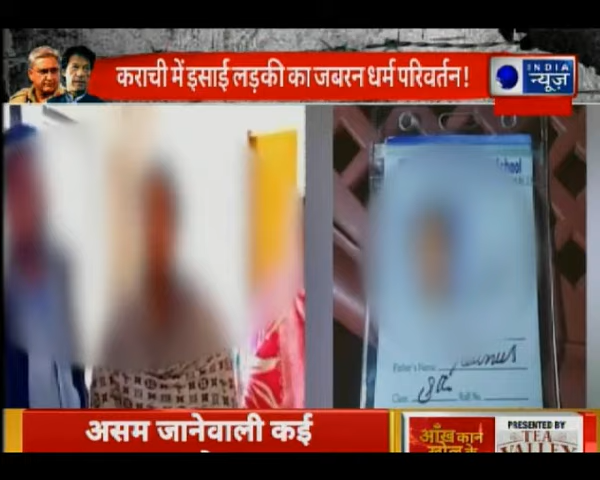 कराची में इसाई लड़की का जबरन धर्म परिवर्तन!
INDIA
न्यूज़
School
Father's Name
Class 8th Roll No.
असम जानेवाली कई
आँख कान
खोल के
PRESENTED BY
TEA
VALLEY